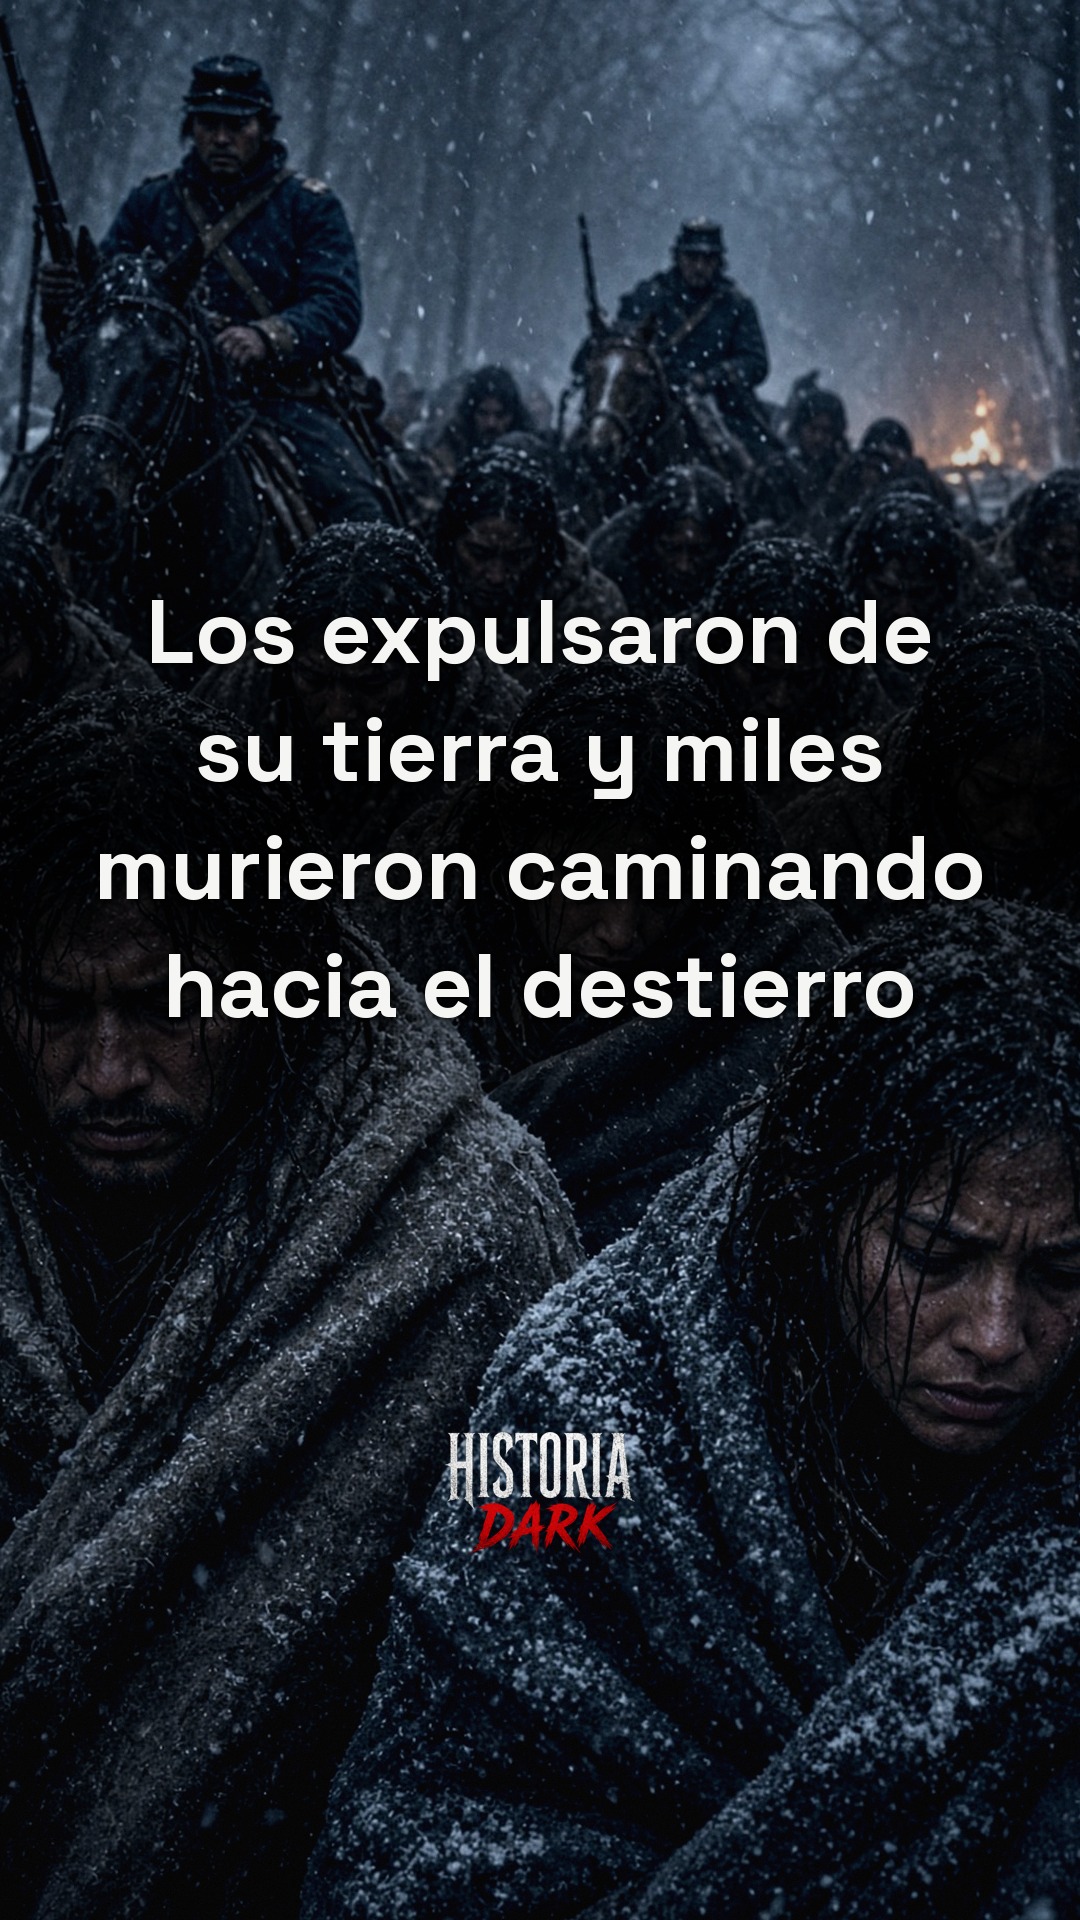 Los expulsaron de
su tierra y miles
murieron caminando
hacia el destierro
HISTORIA
DARK